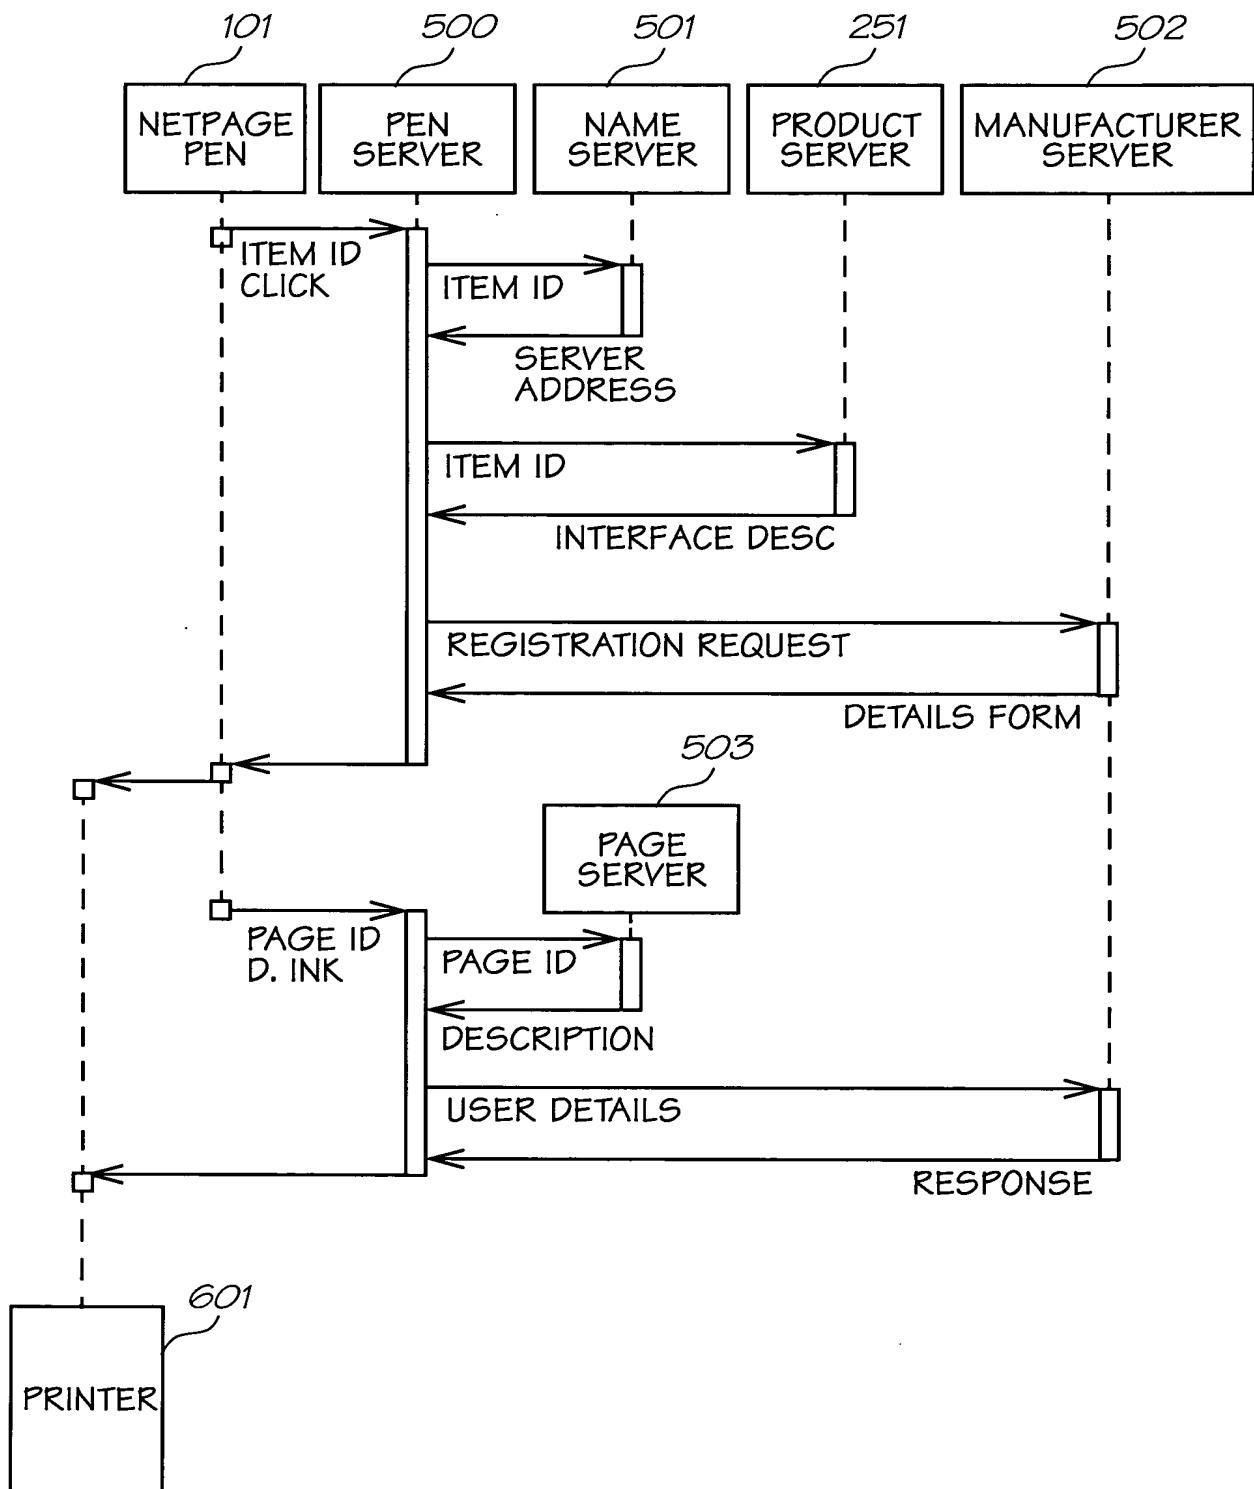 101
500
501
251
502
NETPAGE
PEN
PEN
SERVER
NAME
SERVER
PRODUCT
SERVER
MANUFACTURER
SERVER
ITEM ID
CLICK
ITEM ID
SERVER
ADDRESS
ITEM ID
INTERFACE DESC
REGISTRATION REQUEST
DETAILS FORM
503
PAGE
SERVER
PAGE ID
D. INK
PAGE ID
DESCRIPTION
USER DETAILS
RESPONSE
601
PRINTER